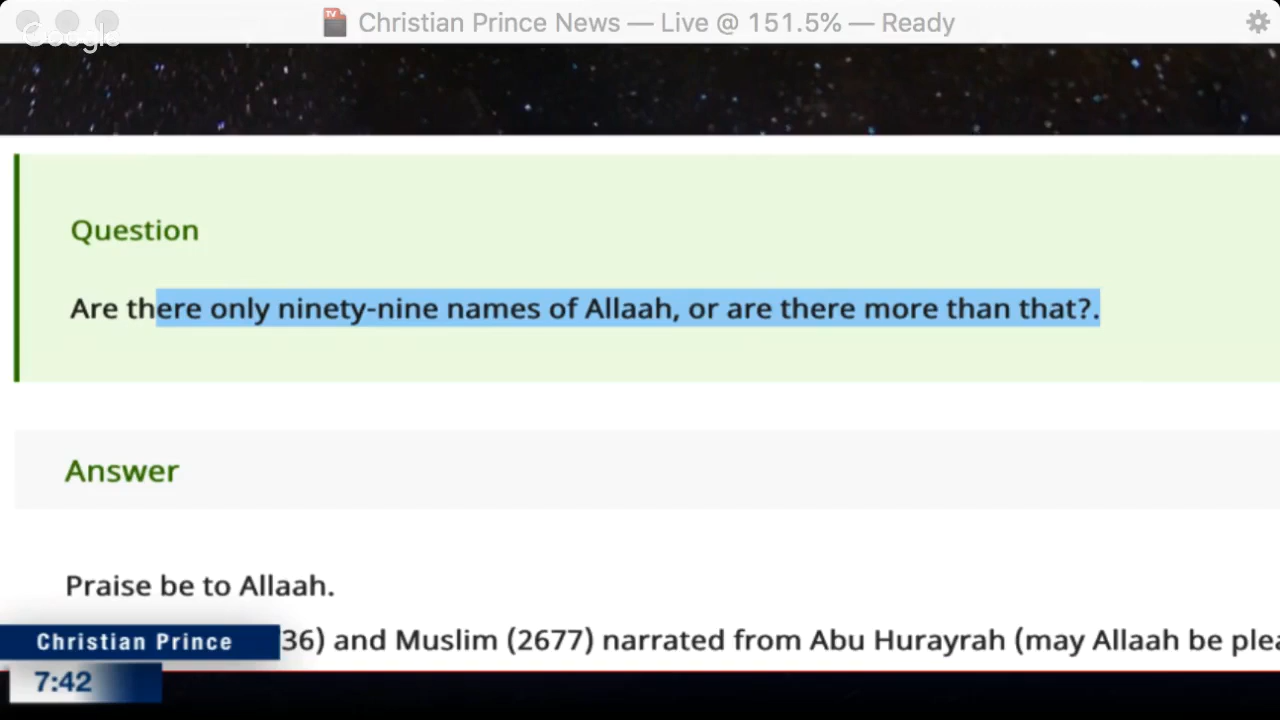 Christian Prince News — Live @ 151.5% — Ready
Google
Question
Are there only ninety-nine names of Allaah, or are there more than that?.
Answer
Praise be to Allaah.
36) and Muslim (2677) narrated from Abu Hurayrah (may Allaah be plea
Christian Prince
7:42